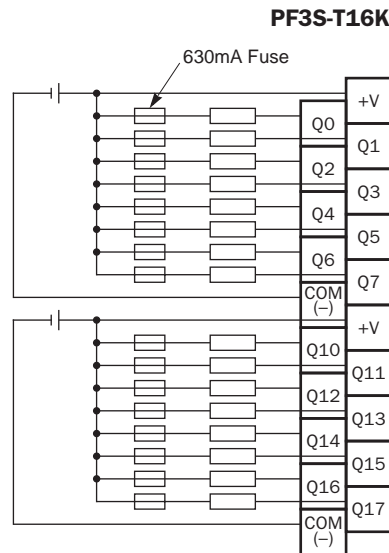 PF3S-T16K
630mA Fuse
+V
Q0
Q1
Q2
Q3
Q4
Q5
Q6
Q7
COM
(–)
+V
Q10
Q11
Q12
Q13
Q14
Q15
Q16
Q17
COM
(–)